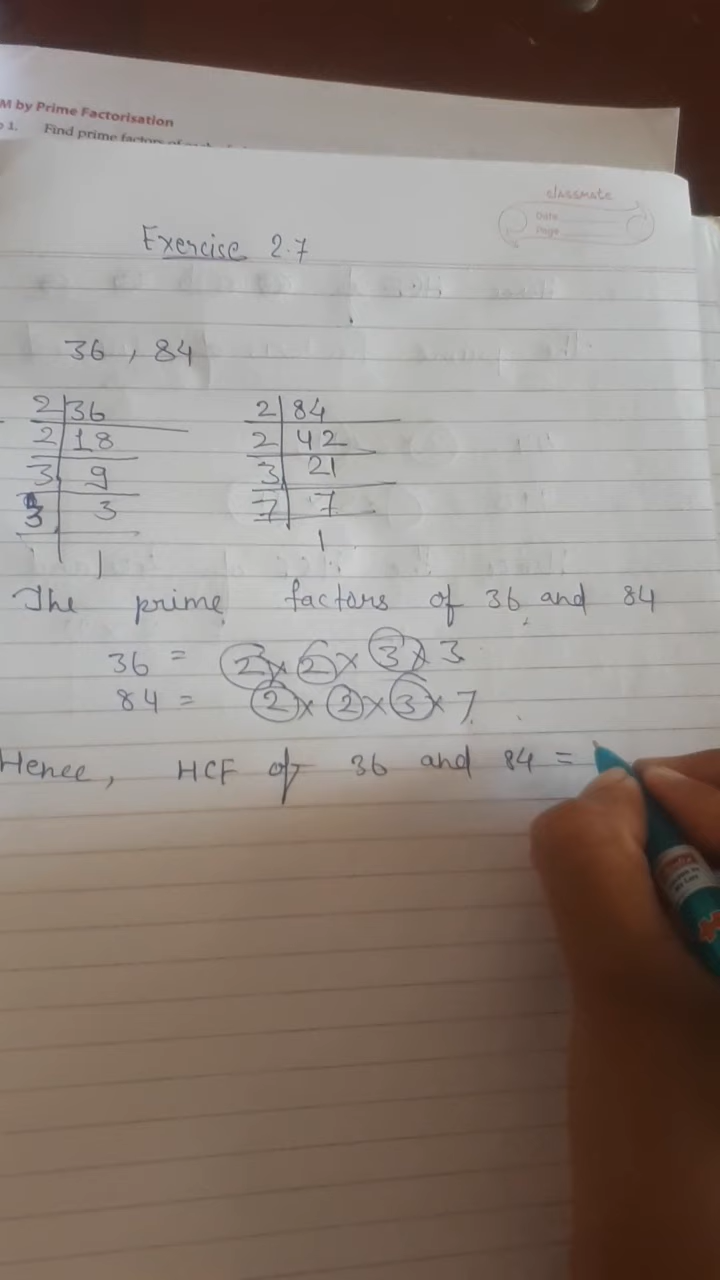 M by Prime Factorisation
1. Find prime factors of
classmate
Date
Page
Exercise 2.7
36 , 84
2 36
2 18
3 9
3 3
1
2 84
2 42
3 21
7 7
1
The prime factors of 36 and 84
36 = 2 x 2 x 3 x 3
84 = 2 x 2 x 3 x 7
Hence, HCF of 36 and 84 =